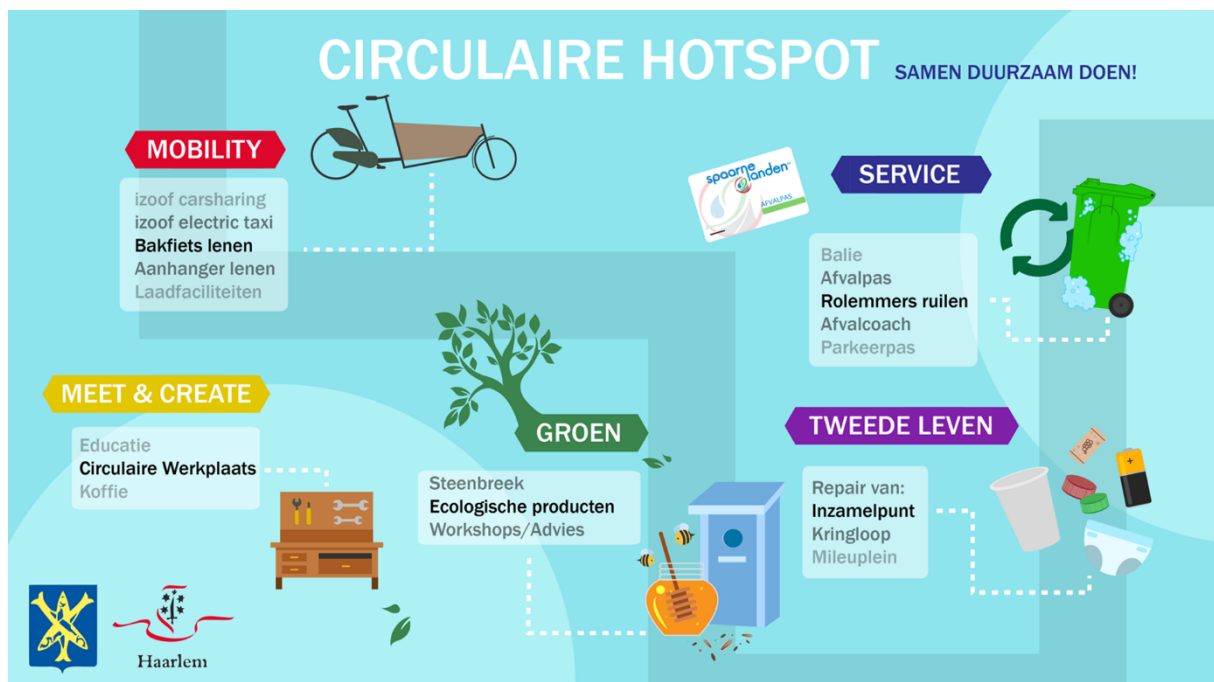 CIRCULAIRE HOTSPOT
SAMEN DUURZAAM DOEN!
MOBILITY
izoof carsharing
izoof electric taxi
Bakfiets lenen
Aanhanger lenen
Laadfaciliteiten
spaarne
landen
AFVALPAS
SERVICE
Balie
Afvalpas
Rolemmers ruilen
Afvalcoach
Parkeerpas
MEET & CREATE
Educatie
Circulaire Werkplaats
Koffie
GROEN
Steenbreek
Ecologische producten
Workshops/Advies
TWEEDE LEVEN
Repair van:
Inzamelpunt
Kringloop
Mileuplein
Haarlem